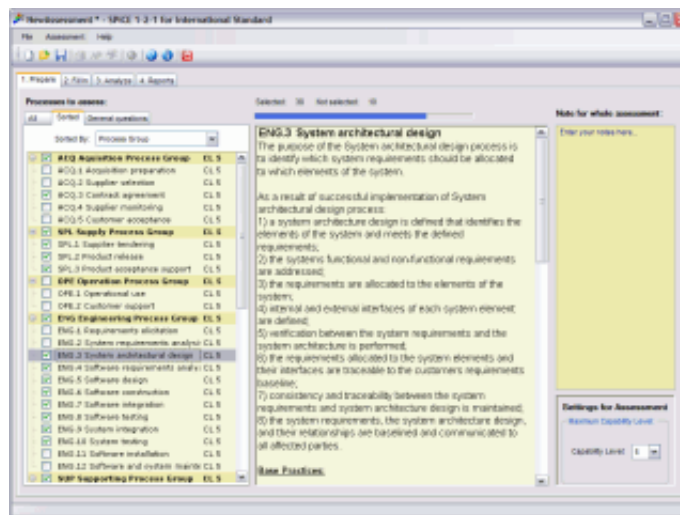 NewAssessment * - SPICE 1-2-1 for International Standard
File Assessment Help
1. Prepare 2. Film 3. Analyze 4. Reports
Processes to assess:
Selected: Not selected:
Note for whole assessment:
All Sorted General questions
Sorted By: Process Group
Enter your notes here..
ACQ Aquisition Process Group CL 5
ACQ.1 Acquisition preparation CL 5
ACQ.2 Supplier selection CL 5
ACQ.3 Contract agreement CL 5
ACQ.4 Supplier monitoring CL 5
ACQ.5 Customer acceptance CL 5
SPL Supply Process Group CL 5
SPL.1 Supplier tendering CL 5
SPL.2 Product release CL 5
SPL.3 Product acceptance support CL 5
OPE Operation Process Group CL 5
OPE.1 Operational use CL 5
OPE.2 Customer support CL 5
ENG Engineering Process Group CL 5
ENG.1 Requirements elicitation CL 5
ENG.2 System requirements analysi CL 5
ENG.3 System architectural design CL 5
ENG.4 Software requirements analy CL 5
ENG.5 Software design CL 5
ENG.6 Software construction CL 5
ENG.7 Software integration CL 5
ENG.8 Software testing CL 5
ENG.9 System integration CL 5
ENG.10 System testing CL 5
ENG.11 Software installation CL 5
ENG.12 Software and system mainte CL 5
SUP Supporting Process Group CL 5
ENG.3 System architectural design
The purpose of the System architectural design process is
to identify which system requirements should be allocated
to which elements of the system.
As a result of successful implementation of System
architectural design process:
1) a system architecture design is defined that identifies the
elements of the system and meets the defined
requirements;
2) the systems functional and non-functional requirements
are addressed;
3) the requirements are allocated to the elements of the
system;
4) internal and external interfaces of each system element
are defined;
5) verification between the system requirements and the
system architecture is performed;
6) the requirements allocated to the system elements and
their interfaces are traceable to the customers requirements
baseline;
7) consistency and traceability between the system
requirements and system architecture design is maintained;
8) the system requirements, the system architecture design,
and their relationships are baselined and communicated to
all affected parties.
Base Practices:
Settings for Assessment
Maximum Capability Level
Capability Level: